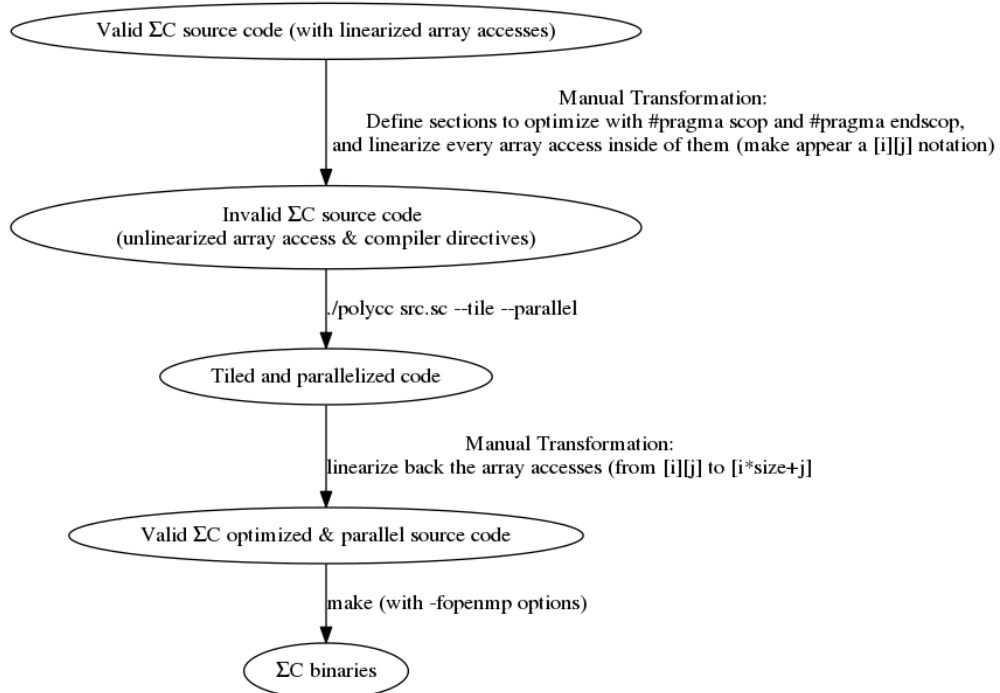 Valid ΣC source code (with linearized array accesses)
Manual Transformation:
Define sections to optimize with #pragma scop and #pragma endscop,
and linearize every array access inside of them (make appear a [i][j] notation)
Invalid ΣC source code
(unlinearized array access & compiler directives)
./polycc src.sc --tile --parallel
Tiled and parallelized code
Manual Transformation:
linearize back the array accesses (from [i][j] to [i*size+j]
Valid ΣC optimized & parallel source code
make (with -fopenmp options)
ΣC binaries